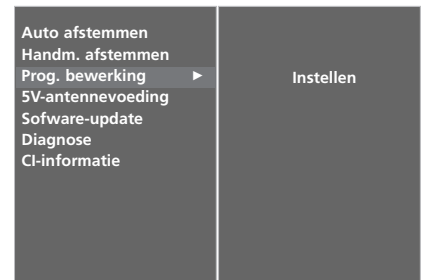 Auto afstemmen
Handm. afstemmen
Prog. bewerking ►
Instellen
5V-antennevoeding
Sofware-update
Diagnose
CI-informatie